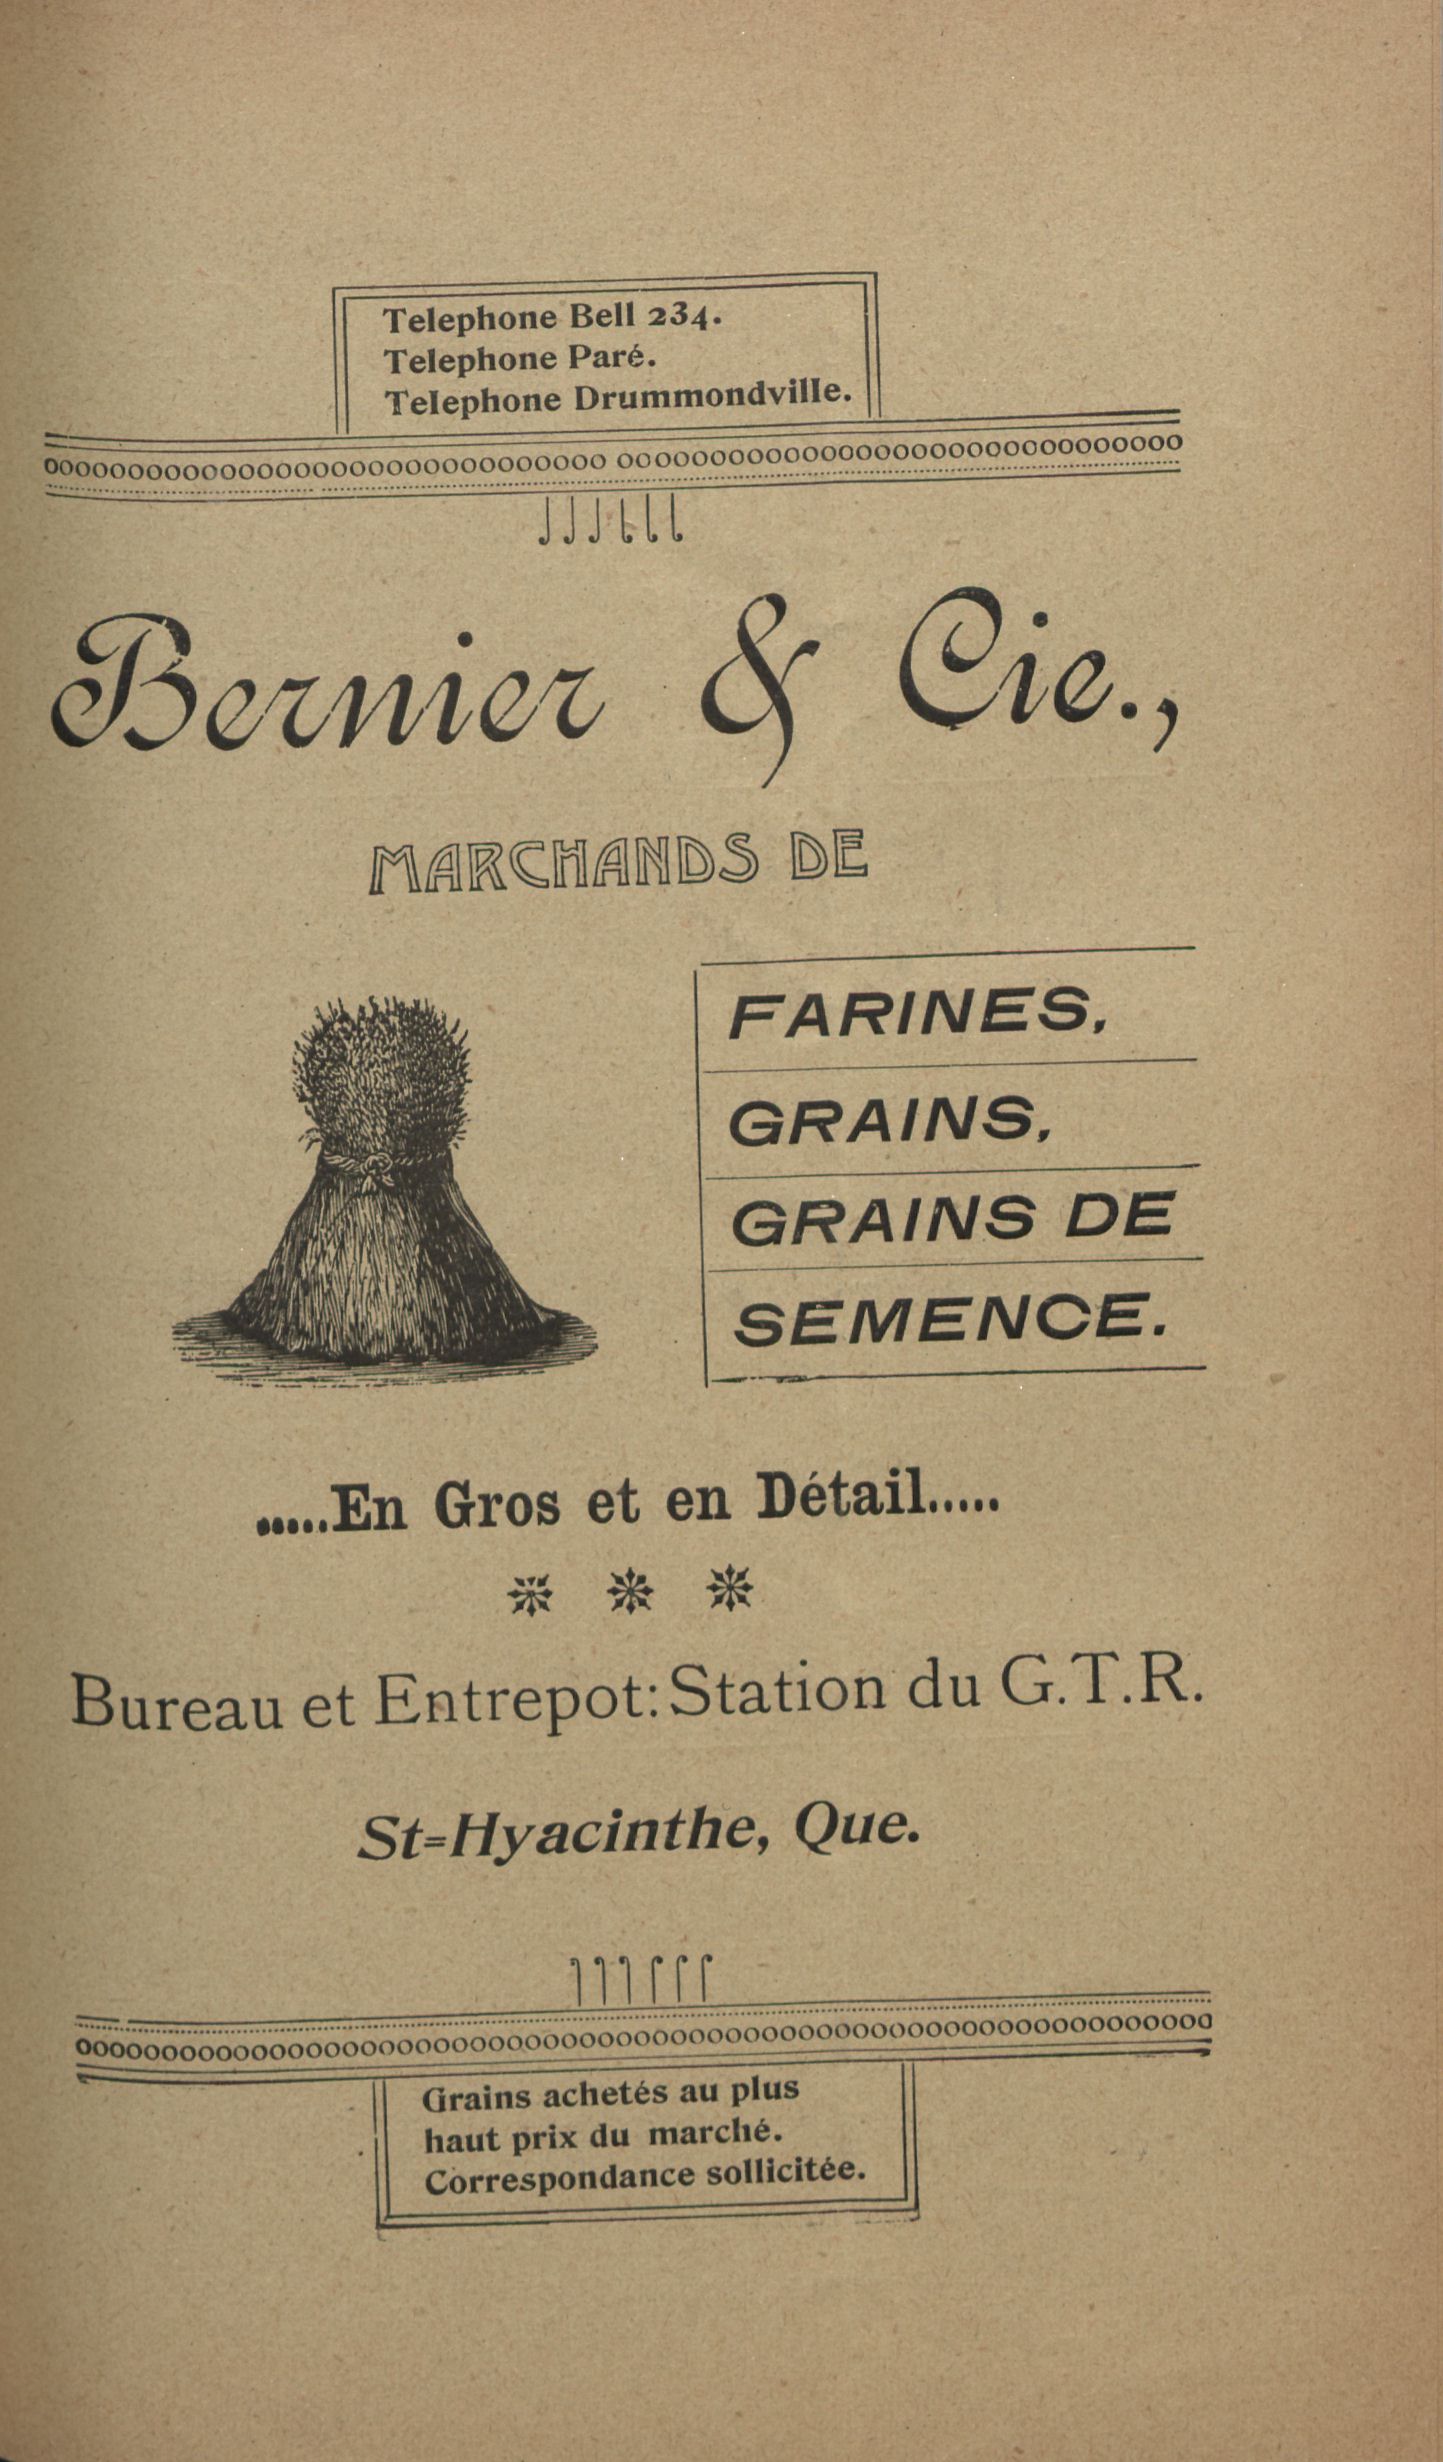 Telephone Bell 234.
Telephone Paré.
Telephone Drummondville.
Bernier & Cie.,
MARCHANDS DE
FARINES,
GRAINS,
GRAINS DE
SEMENCE.
.....En Gros et en Détail.....
Bureau et Entrepot: Station du G. T. R.
St-Hyacinthe, Que.
Grains achetés au plus
haut prix du marché.
Correspondance sollicitée.